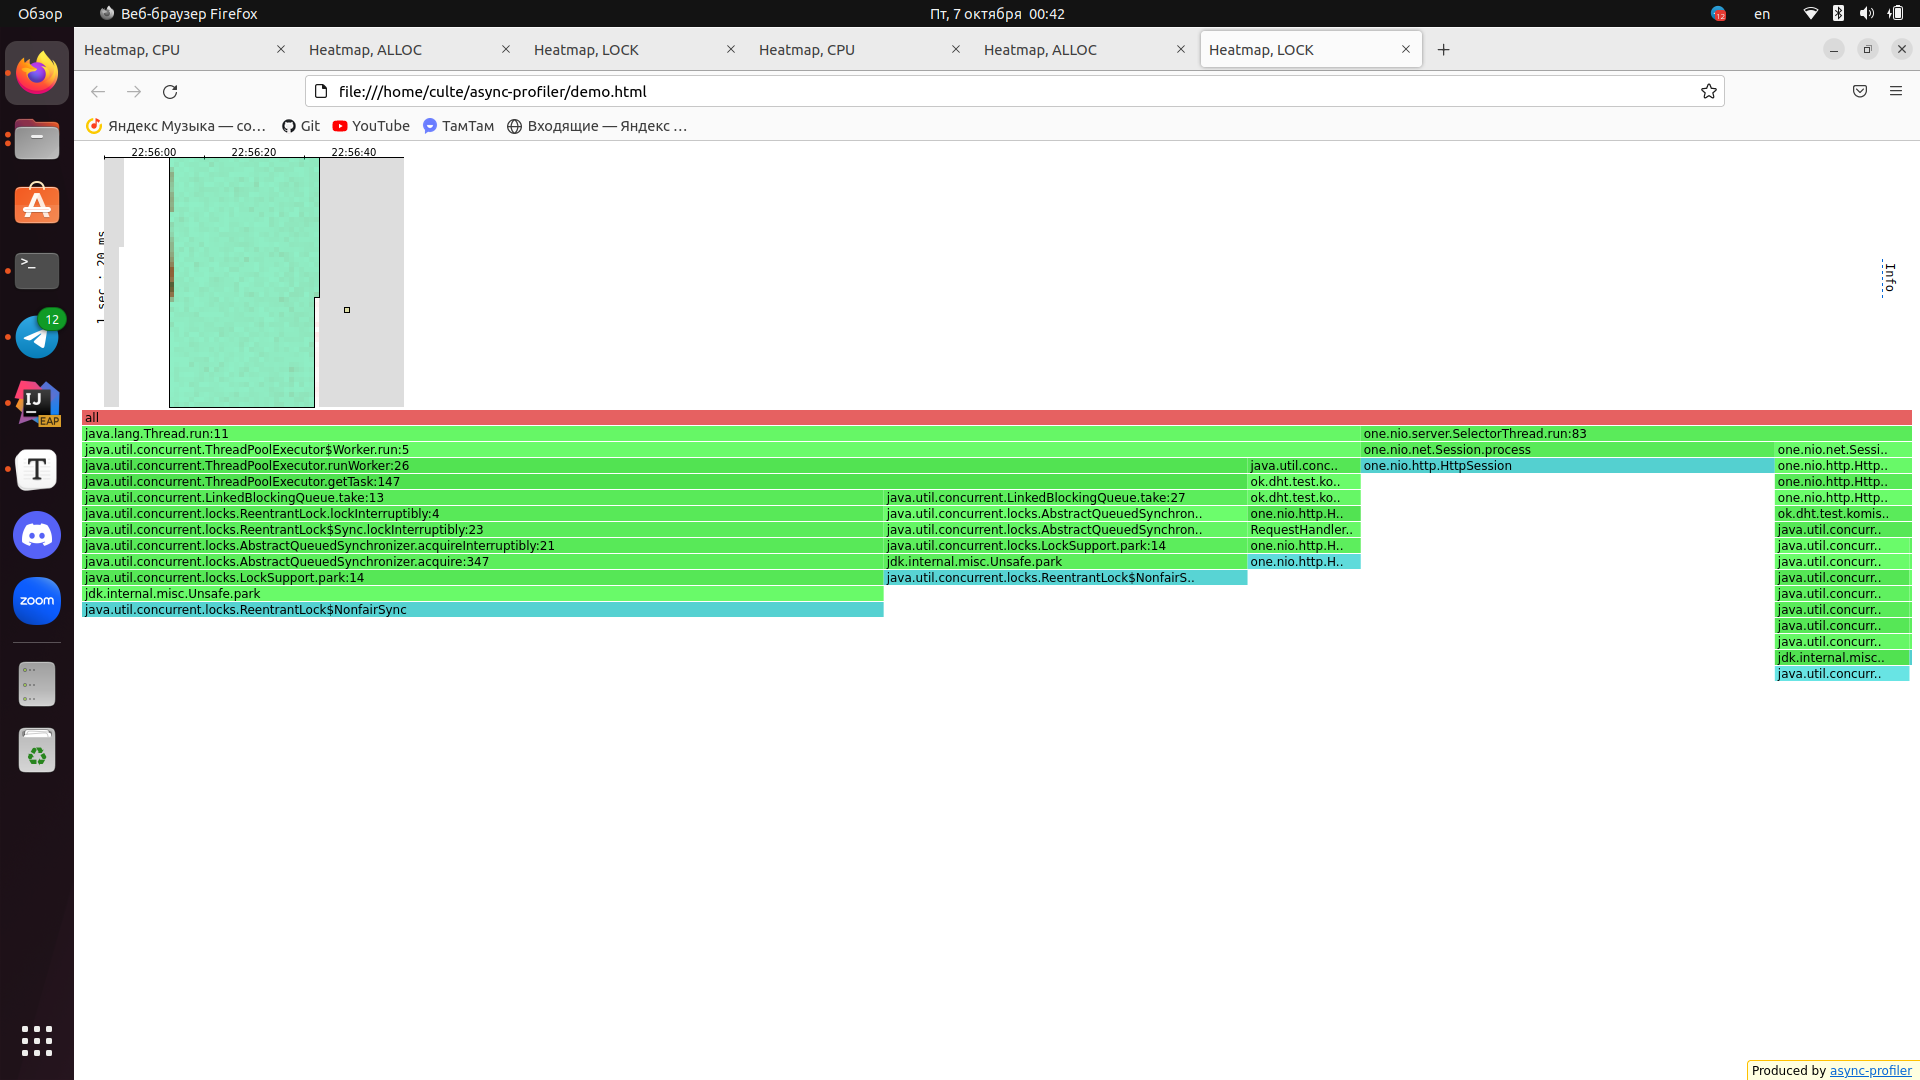 Обзор
Веб-браузер Firefox
Пт, 7 октября 00:42
12
en
Heatmap, CPU
Heatmap, ALLOC
Heatmap, LOCK
Heatmap, CPU
Heatmap, ALLOC
Heatmap, LOCK
file:///home/culte/async-profiler/demo.html
Яндекс Музыка — со…
Git
YouTube
ТамТам
Входящие — Яндекс …
12
IJ
EAP
T
zoom
22:56:00 22:56:20 22:56:40
1 sec · 20 ms
Info
all
java.lang.Thread.run:11 one.nio.server.SelectorThread.run:83
java.util.concurrent.ThreadPoolExecutor$Worker.run:5 one.nio.net.Session.process one.nio.net.Sessi..
java.util.concurrent.ThreadPoolExecutor.runWorker:26 java.util.conc.. one.nio.http.HttpSession one.nio.http.Http..
java.util.concurrent.ThreadPoolExecutor.getTask:147 ok.dht.test.ko.. one.nio.http.Http..
java.util.concurrent.LinkedBlockingQueue.take:13 java.util.concurrent.LinkedBlockingQueue.take:27 ok.dht.test.ko.. one.nio.http.Http..
java.util.concurrent.locks.ReentrantLock.lockInterruptibly:4 java.util.concurrent.locks.AbstractQueuedSynchron.. one.nio.http.H.. ok.dht.test.komis..
java.util.concurrent.locks.ReentrantLock$Sync.lockInterruptibly:23 java.util.concurrent.locks.AbstractQueuedSynchron.. RequestHandler.. java.util.concurr..
java.util.concurrent.locks.AbstractQueuedSynchronizer.acquireInterruptibly:21 java.util.concurrent.locks.LockSupport.park:14 one.nio.http.H.. java.util.concurr..
java.util.concurrent.locks.AbstractQueuedSynchronizer.acquire:347 jdk.internal.misc.Unsafe.park one.nio.http.H.. java.util.concurr..
java.util.concurrent.locks.LockSupport.park:14 java.util.concurrent.locks.ReentrantLock$NonfairS.. java.util.concurr..
jdk.internal.misc.Unsafe.park java.util.concurr..
java.util.concurrent.locks.ReentrantLock$NonfairSync java.util.concurr..
java.util.concurr..
java.util.concurr..
jdk.internal.misc..
java.util.concurr..
Produced by async-profiler